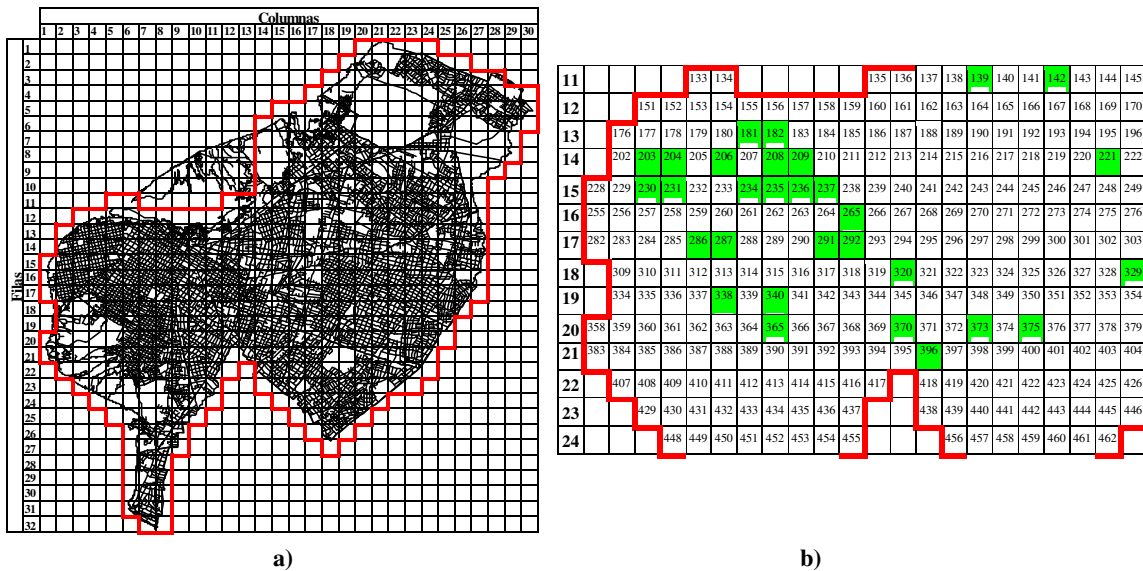 Columnas
1 2 3 4 5 6 7 8 9 10 11 12 13 14 15 16 17 18 19 20 21 22 23 24 25 26 27 28 29 30
Filas
1
2
3
4
5
6
7
8
9
10
11
12
13
14
15
16
17
18
19
20
21
22
23
24
25
26
27
28
29
30
31
32
a)
11 133 134 135 136 137 138 139 140 141 142 143 144 145
12 151 152 153 154 155 156 157 158 159 160 161 162 163 164 165 166 167 168 169 170
13 176 177 178 179 180 181 182 183 184 185 186 187 188 189 190 191 192 193 194 195 196
14 202 203 204 205 206 207 208 209 210 211 212 213 214 215 216 217 218 219 220 221 222
15 228 229 230 231 232 233 234 235 236 237 238 239 240 241 242 243 244 245 246 247 248 249
16 255 256 257 258 259 260 261 262 263 264 265 266 267 268 269 270 271 272 273 274 275 276
17 282 283 284 285 286 287 288 289 290 291 292 293 294 295 296 297 298 299 300 301 302 303
18 309 310 311 312 313 314 315 316 317 318 319 320 321 322 323 324 325 326 327 328 329
19 334 335 336 337 338 339 340 341 342 343 344 345 346 347 348 349 350 351 352 353 354
20 358 359 360 361 362 363 364 365 366 367 368 369 370 371 372 373 374 375 376 377 378 379
21 383 384 385 386 387 388 389 390 391 392 393 394 395 396 397 398 399 400 401 402 403 404
22 407 408 409 410 411 412 413 414 415 416 417 418 419 420 421 422 423 424 425 426
23 429 430 431 432 433 434 435 436 437 438 439 440 441 442 443 444 445 446
24 448 449 450 451 452 453 454 455 456 457 458 459 460 461 462
b)